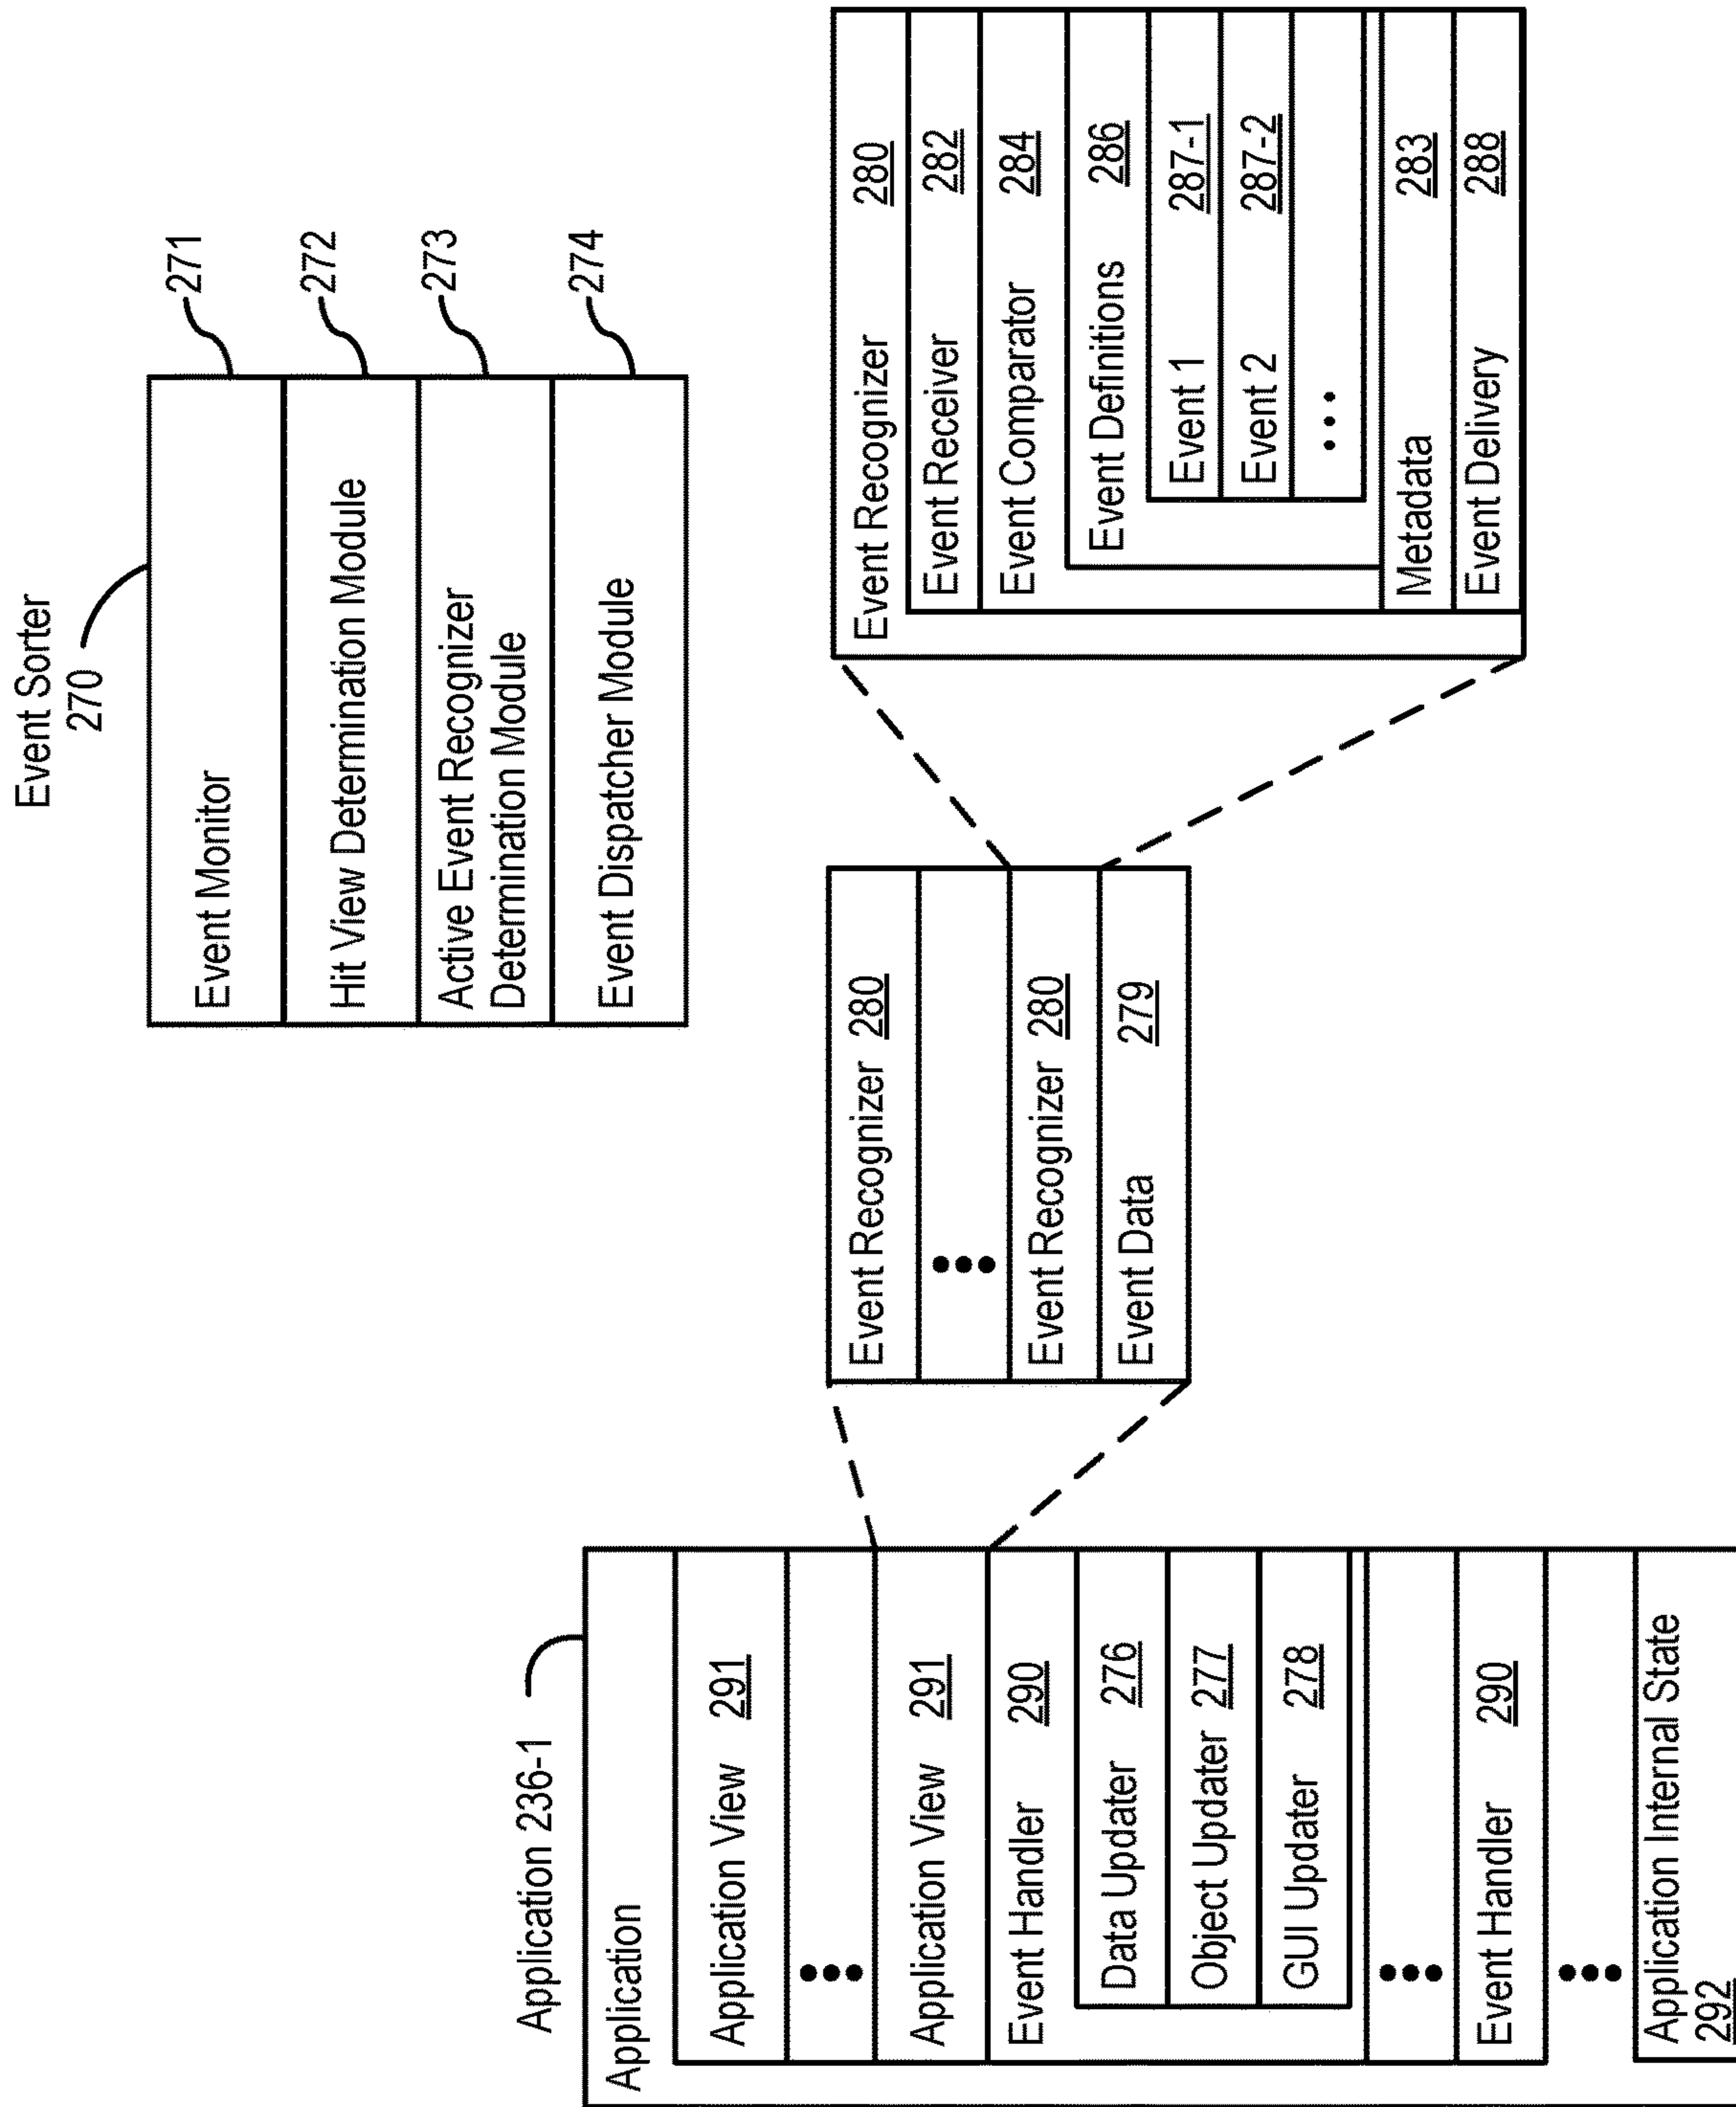 Event Sorter
270
Event Monitor
271
Hit View Determination Module
272
Active Event Recognizer
Determination Module
273
Event Dispatcher Module
274
Application 236-1
Application
Application View 291
•••
Application View 291
Event Handler 290
Data Updater 276
Object Updater 277
GUI Updater 278
•••
Event Handler 290
•••
Application Internal State
292
Event Recognizer 280
•••
Event Recognizer 280
Event Data 279
Event Recognizer 280
Event Receiver 282
Event Comparator 284
Event Definitions 286
Event 1 287-1
Event 2 287-2
•••
Metadata 283
Event Delivery 288